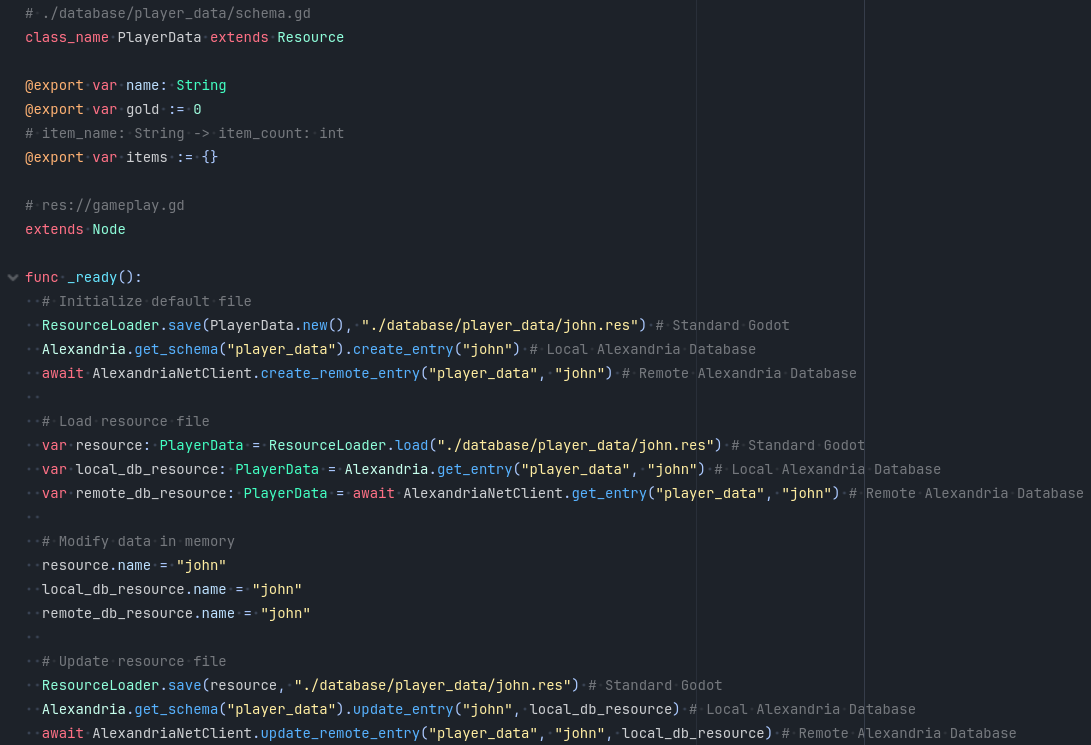 # ./database/player_data/schema.gd
class_name PlayerData extends Resource
@export var name: String
@export var gold := 0
# item_name: String -> item_count: int
@export var items := {}
# res://gameplay.gd
extends Node
func _ready():
# Initialize default file
ResourceLoader.save(PlayerData.new(), "./database/player_data/john.res") # Standard Godot
Alexandria.get_schema("player_data").create_entry("john") # Local Alexandria Database
await AlexandriaNetClient.create_remote_entry("player_data", "john") # Remote Alexandria Database
# Load resource file
var resource: PlayerData = ResourceLoader.load("./database/player_data/john.res") # Standard Godot
var local_db_resource: PlayerData = Alexandria.get_entry("player_data", "john") # Local Alexandria Database
var remote_db_resource: PlayerData = await AlexandriaNetClient.get_entry("player_data", "john") # Remote Alexandria Database
# Modify data in memory
resource.name = "john"
local_db_resource.name = "john"
remote_db_resource.name = "john"
# Update resource file
ResourceLoader.save(resource, "./database/player_data/john.res") # Standard Godot
Alexandria.get_schema("player_data").update_entry("john", local_db_resource) # Local Alexandria Database
await AlexandriaNetClient.update_remote_entry("player_data", "john", local_db_resource) # Remote Alexandria Database